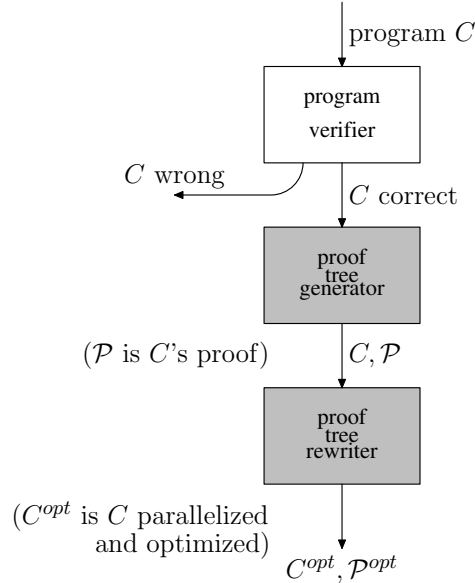 program C
program
verifier
C wrong
C correct
proof
tree
generator
(𝒫 is C's proof)
C, 𝒫
proof
tree
rewriter
(C^{opt} is C parallelized
and optimized)
C^{opt}, 𝒫^{opt}